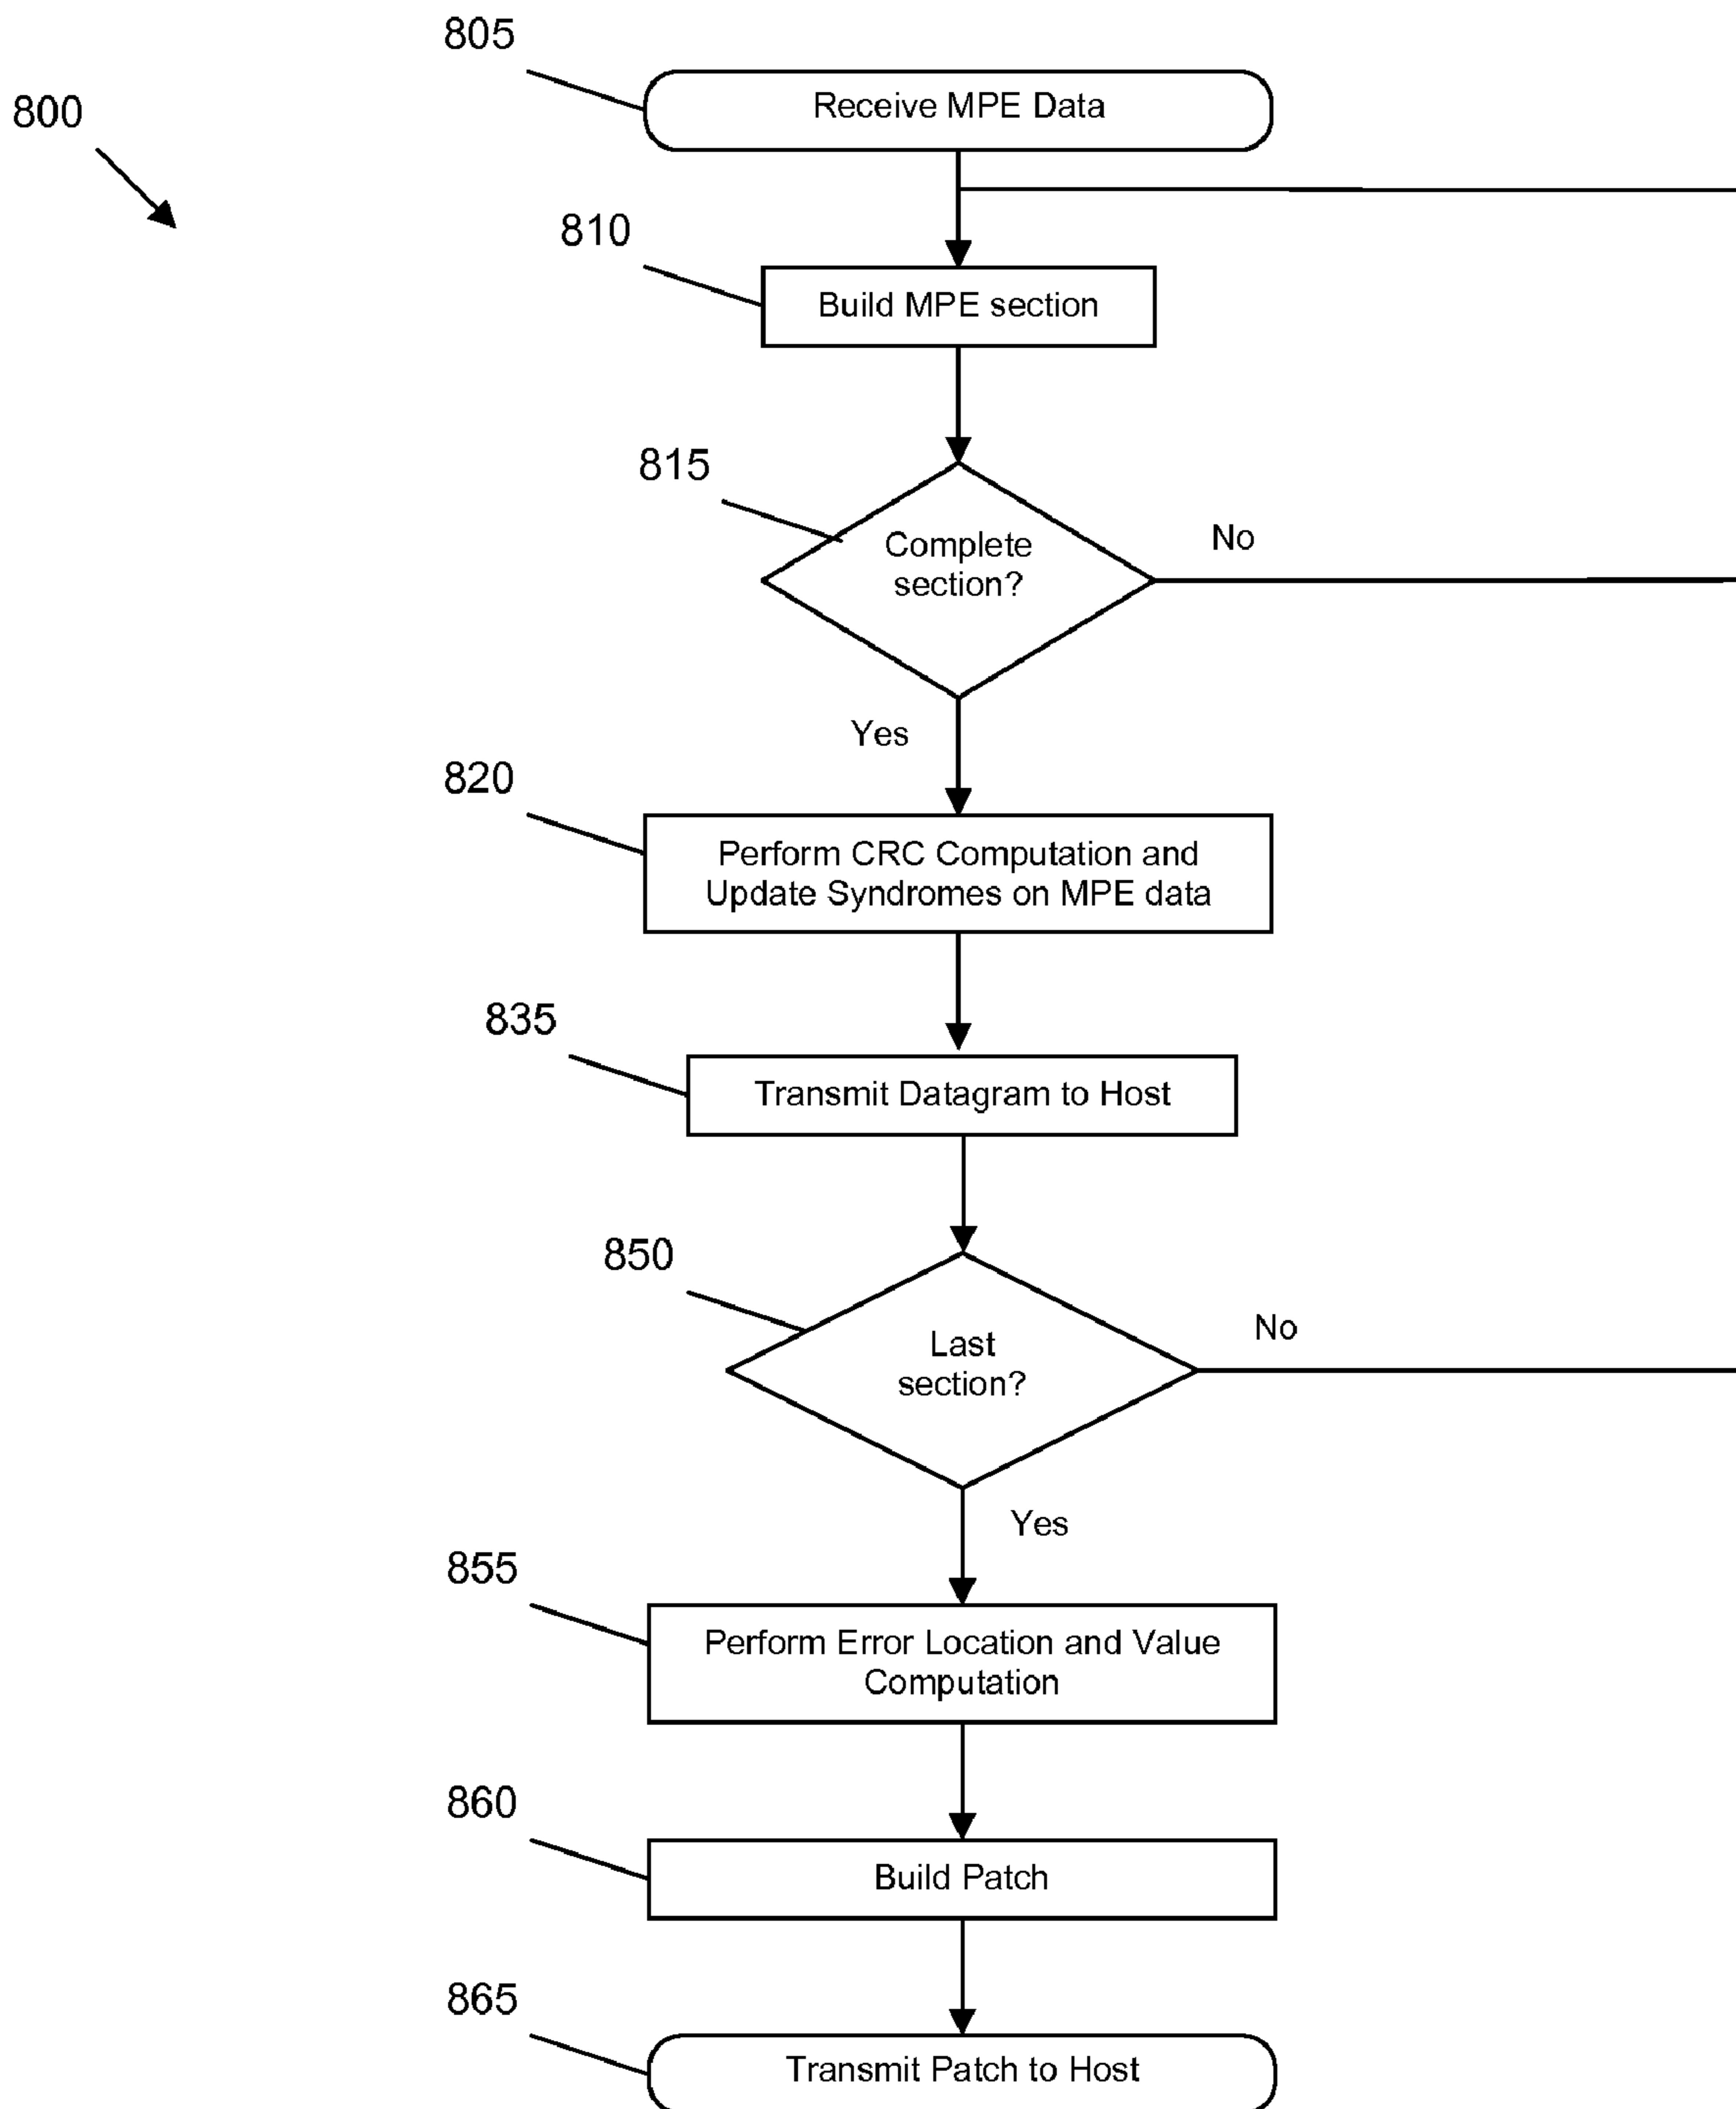 805
800
Receive MPE Data
810
Build MPE section
815
Complete
section?
No
Yes
820
Perform CRC Computation and
Update Syndromes on MPE data
835
Transmit Datagram to Host
850
Last
section?
No
Yes
855
Perform Error Location and Value
Computation
860
Build Patch
865
Transmit Patch to Host